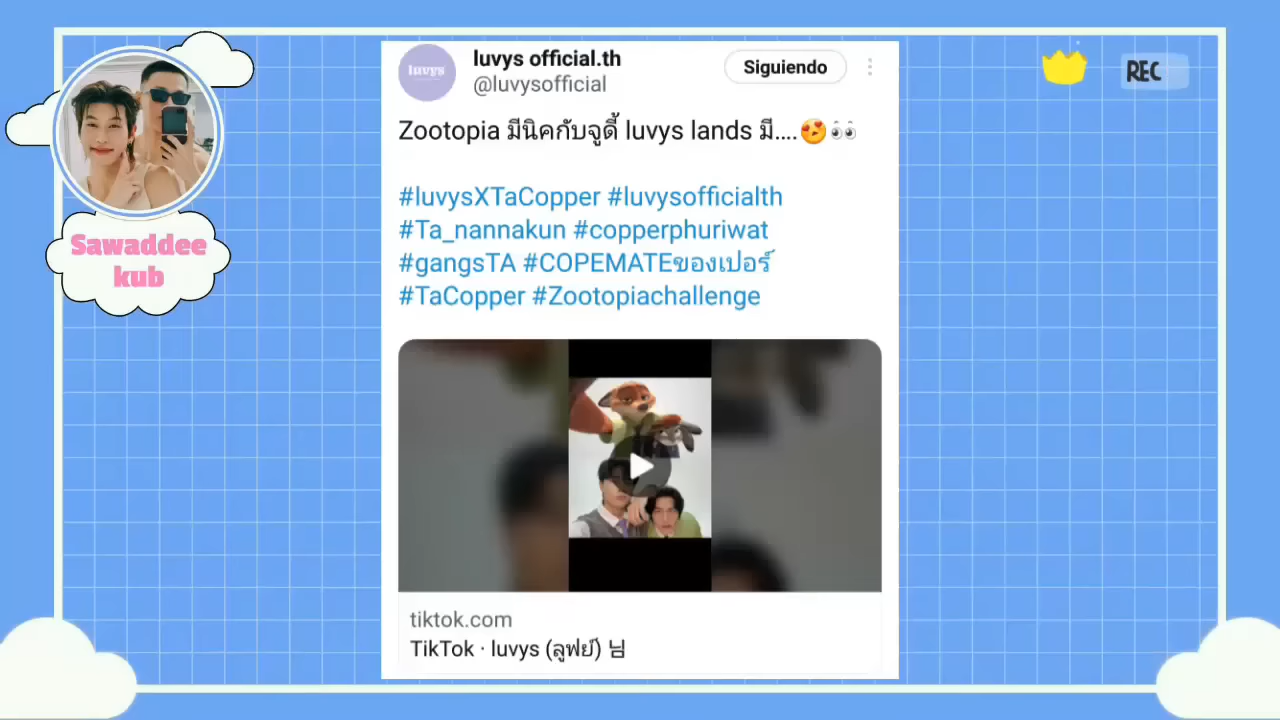 luvys
luvys official.th
@luvysofficial
Siguiendo
REC
Zootopia มีนิคกับจูดี้ luvys lands มี....😍👀
#luvysXTaCopper #luvysofficialth
#Ta_nannakun #copperphuriwat
#gangsTA #COPEMATEของเปอร์
#TaCopper #Zootopiachallenge
Sawaddee
kub
tiktok.com
TikTok · luvys (ลูฟย์) 님